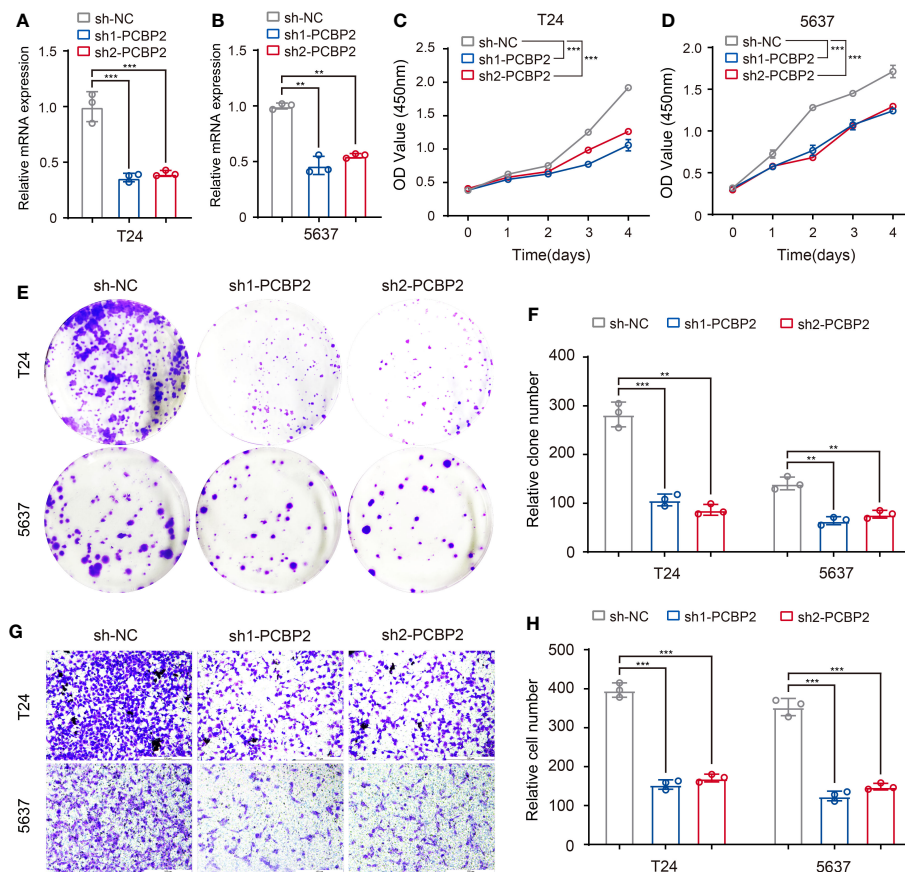 A
sh-NC
sh1-PCBP2
sh2-PCBP2
Relative mRNA expression
1.5
1.0
0.5
0.0
***
***
T24
B
sh-NC
sh1-PCBP2
sh2-PCBP2
Relative mRNA expression
1.5
1.0
0.5
0.0
**
**
5637
C
T24
sh-NC
sh1-PCBP2
sh2-PCBP2
***
***
OD Value (450nm)
2.5
2.0
1.5
1.0
0.5
0
0 1 2 3 4
Time(days)
D
5637
sh-NC
sh1-PCBP2
sh2-PCBP2
***
***
OD Value (450nm)
2.0
1.5
1.0
0.5
0
0 1 2 3 4
Time(days)
E
sh-NC sh1-PCBP2 sh2-PCBP2
T24
5637
F
sh-NC sh1-PCBP2 sh2-PCBP2
Relative clone number
400
300
200
100
0
***
**
**
**
T24 5637
G
sh-NC sh1-PCBP2 sh2-PCBP2
T24
5637
H
sh-NC sh1-PCBP2 sh2-PCBP2
Relative cell number
500
400
300
200
100
0
***
***
***
***
T24 5637